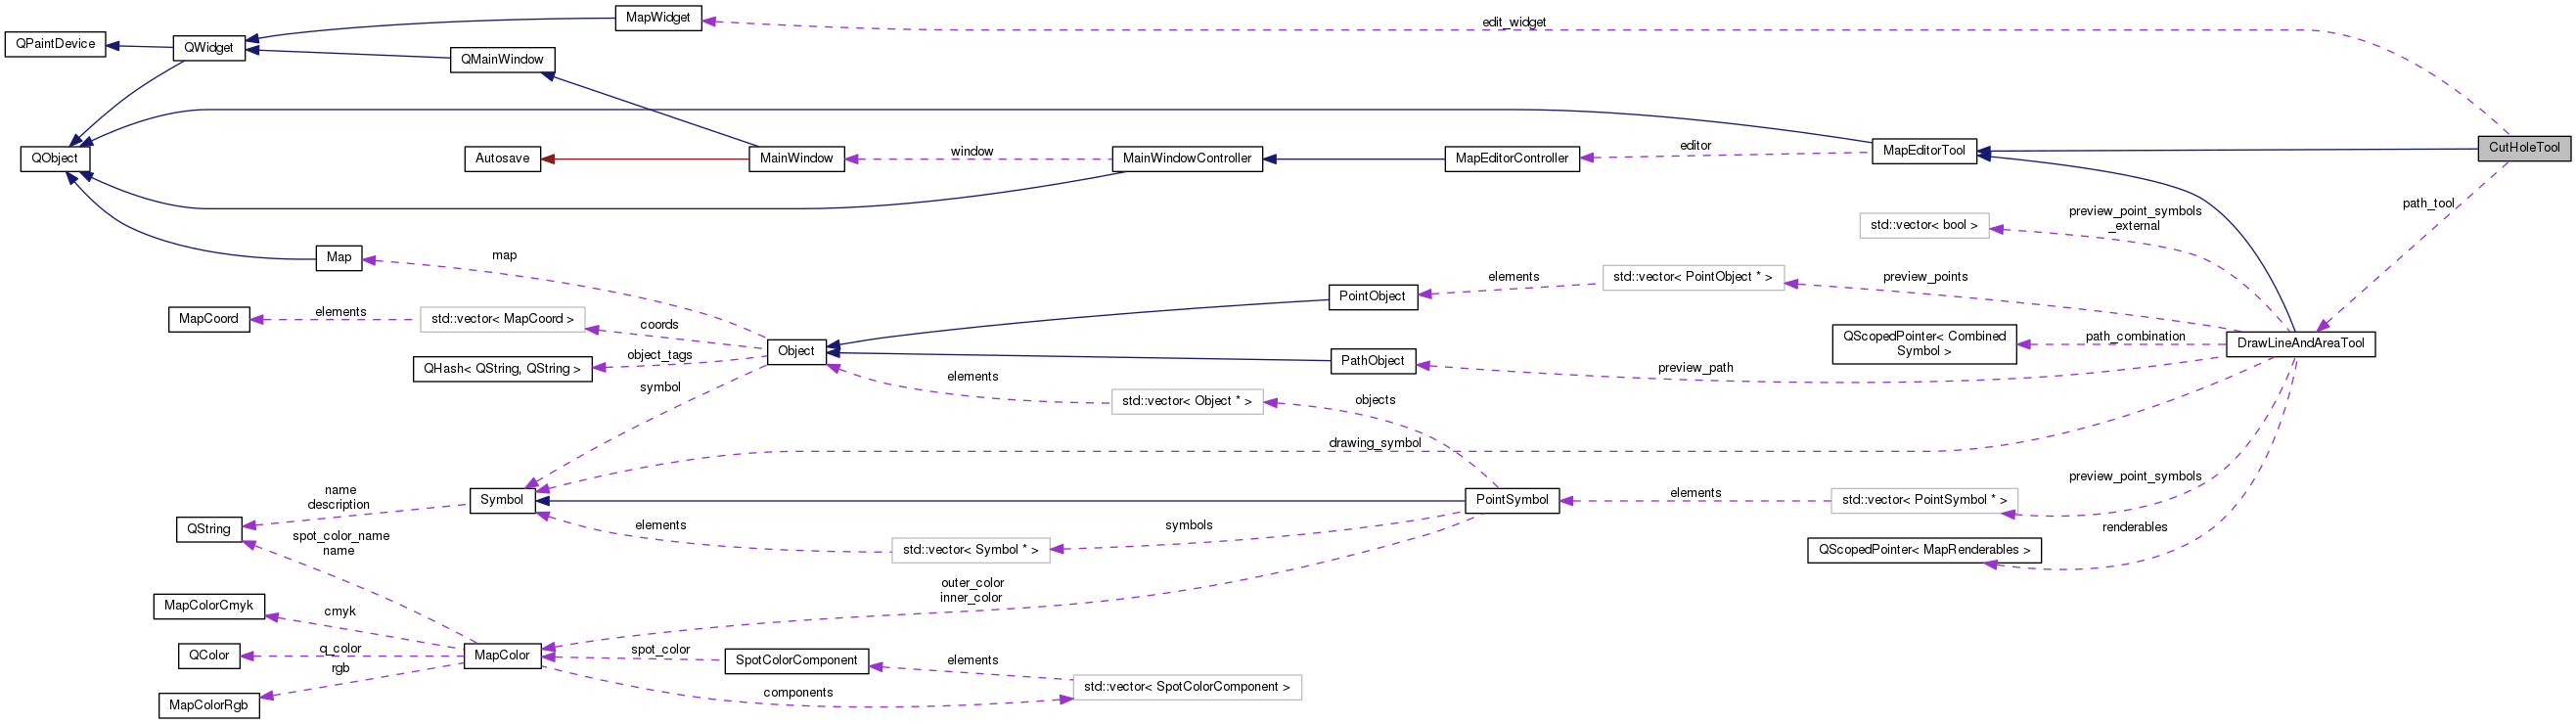 MapWidget
edit_widget
QPaintDevice
QWidget
QMainWindow
QObject
Autosave
MainWindow
window
MainWindowController
MapEditorController
editor
MapEditorTool
CutHoleTool
path_tool
std::vector< bool >
preview_point_symbols
_external
Map
map
std::vector< PointObject * >
preview_points
elements
PointObject
MapCoord
elements
std::vector< MapCoord >
coords
Object
QHash< QString, QString >
object_tags
PathObject
preview_path
QScopedPointer< Combined
Symbol >
path_combination
DrawLineAndAreaTool
symbol
elements
std::vector< Object * >
objects
drawing_symbol
Symbol
name
description
PointSymbol
elements
std::vector< PointSymbol * >
preview_point_symbols
QString
spot_color_name
name
elements
std::vector< Symbol * >
symbols
renderables
QScopedPointer< MapRenderables >
outer_color
inner_color
MapColorCmyk
cmyk
QColor
q_color
MapColor
spot_color
SpotColorComponent
elements
rgb
MapColorRgb
components
std::vector< SpotColorComponent >